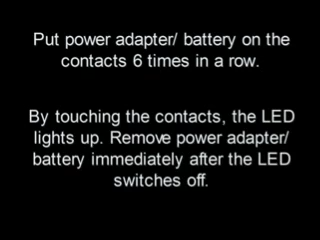 Put power adapter/ battery on the
contacts 6 times in a row.
By touching the contacts, the LED
lights up. Remove power adapter/
battery immediately after the LED
switches off.